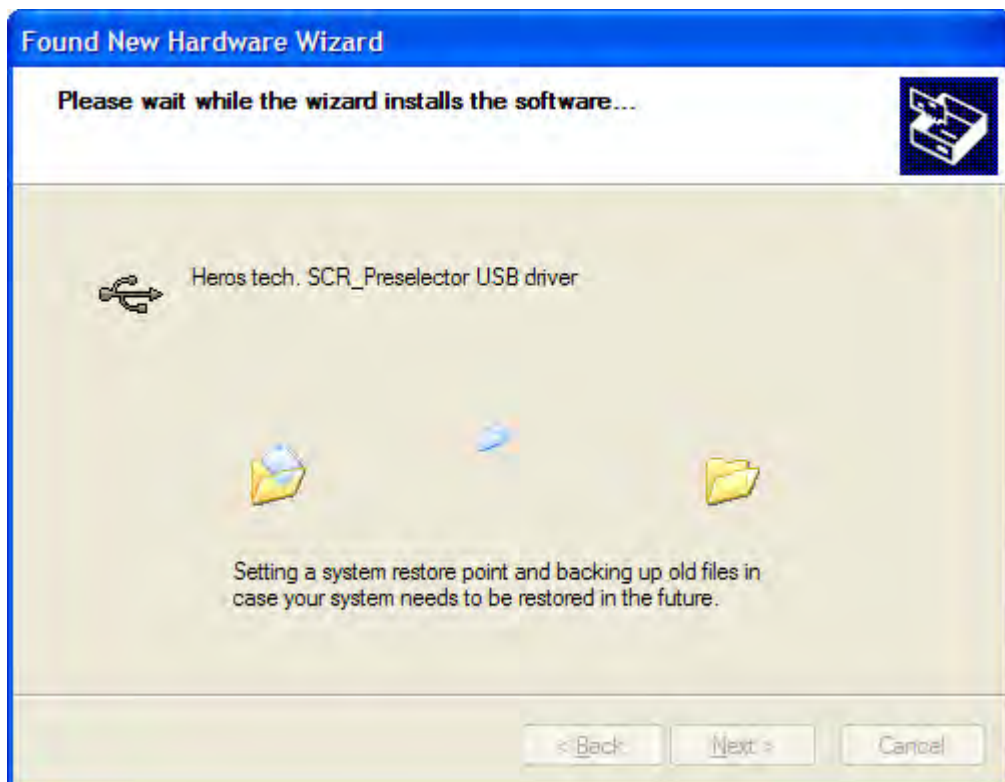 Found New Hardware Wizard
Please wait while the wizard installs the software...
Heros tech. SCR_Preselector USB driver
Setting a system restore point and backing up old files in
case your system needs to be restored in the future.
< Back
Next >
Cancel